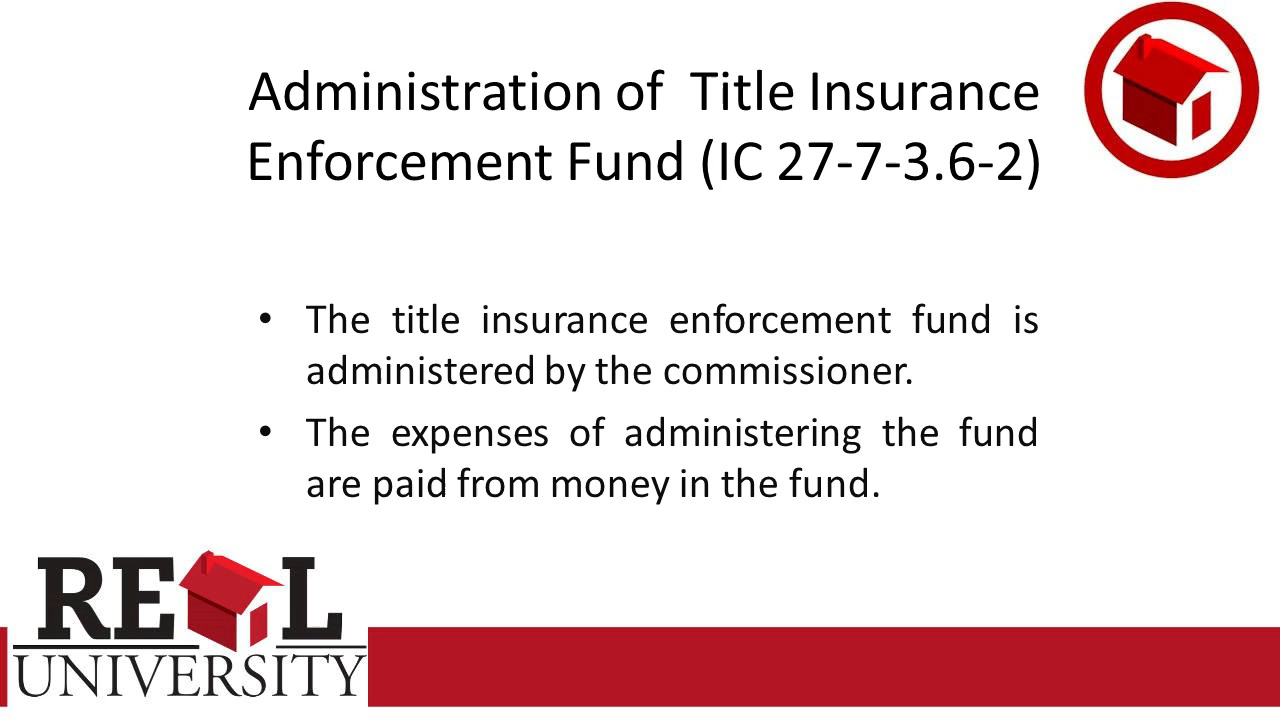 Administration of  Title Insurance
Enforcement Fund (IC 27-7-3.6-2)
• The title insurance enforcement fund is
administered by the commissioner.
• The expenses of administering the fund
are paid from money in the fund.
RE L
UNIVERSITY